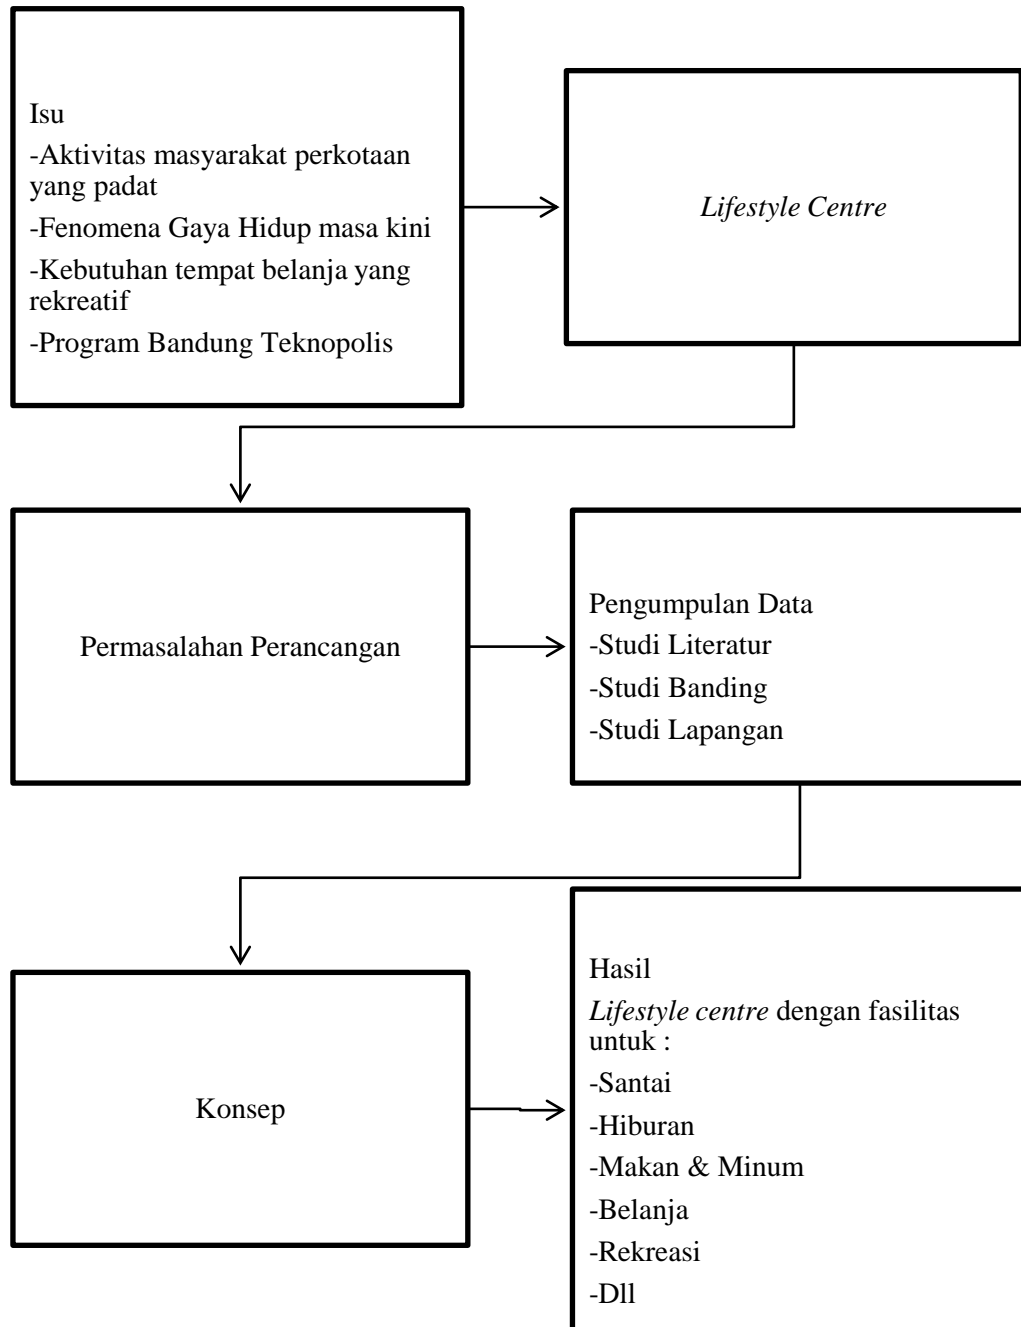 Isu
-Aktivitas masyarakat perkotaan
yang padat
-Fenomena Gaya Hidup masa kini
-Kebutuhan tempat belanja yang
rekreatif
-Program Bandung Teknopolis
Lifestyle Centre
Permasalahan Perancangan
Pengumpulan Data
-Studi Literatur
-Studi Banding
-Studi Lapangan
Konsep
Hasil
Lifestyle centre dengan fasilitas
untuk :
-Santai
-Hiburan
-Makan & Minum
-Belanja
-Rekreasi
-Dll